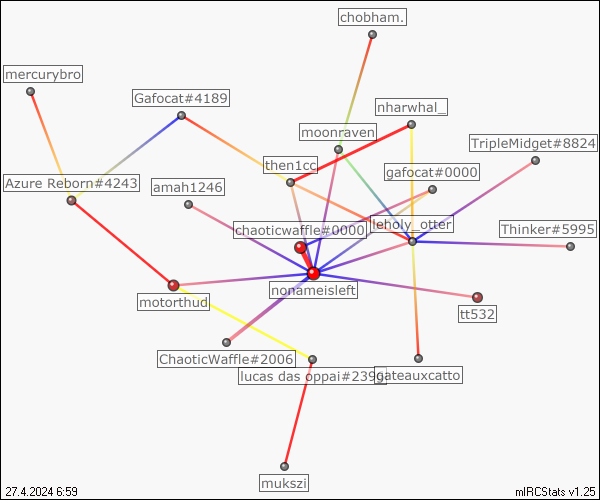 chobham.
mercurybro
Gafocat#4189
nharwhal_
moonraven
TripleMidget#8824
then1cc
gafocat#0000
Azure Reborn#4243
amah1246
leholy_otter
chaoticwaffle#0000
Thinker#5995
nonameisleft
motorthud
tt532
ChaoticWaffle#2006
lucas das oppai#239
gateauxcatto
mukszi
27.4.2024 6:59
mIRCStats v1.25